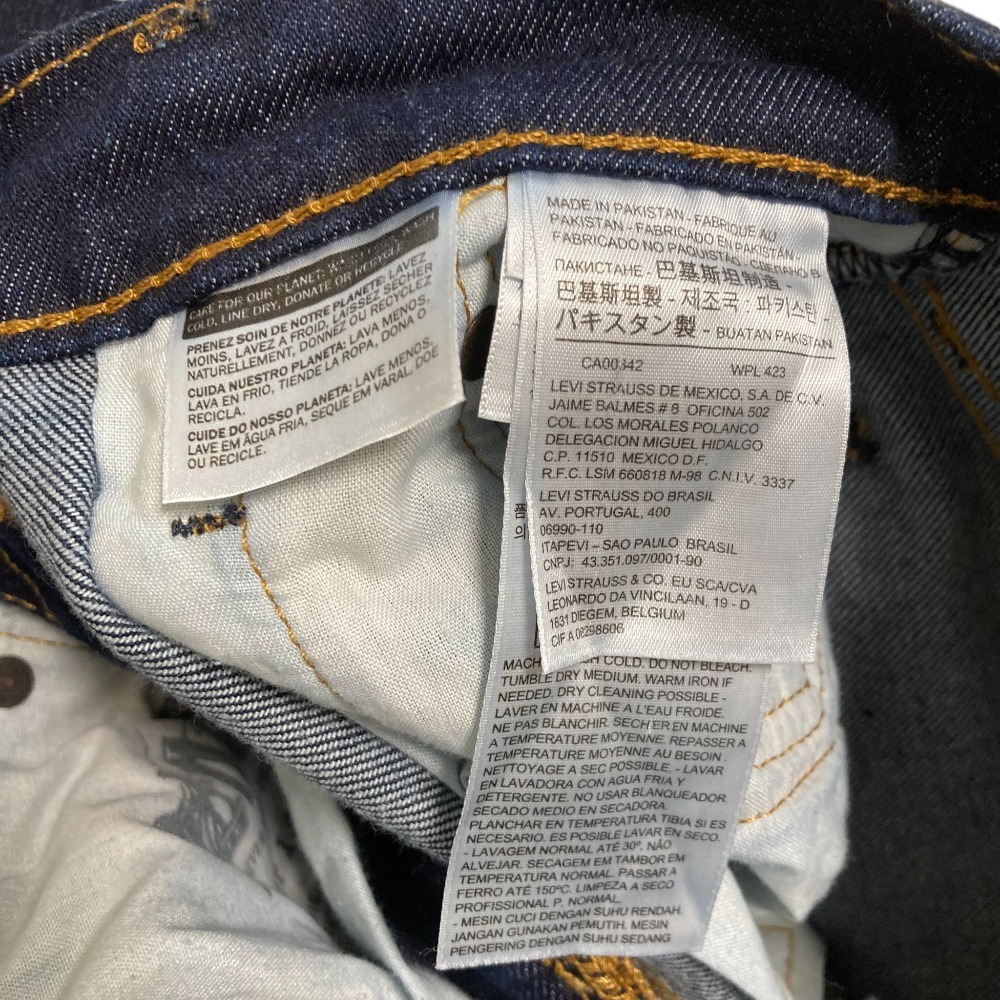 CARE FOR OUR PLANET: WASH
COLD, LINE DRY, DONATE OR RECYCLE
PRENEZ SOIN DE NOTRE PLANETE: LAVEZ
MOINS, LAVEZ A FROID, LAISSEZ SÉCHER
NATURELLEMENT, DONNEZ OU RECYCLEZ
CUIDA NUESTRO PLANETA: LAVA MENOS,
LAVA EN FRIO, TIENDE LA ROPA, DONA O
RECICLA.
CUIDE DO NOSSO PLANETA: LAVE MENOS,
LAVE EM ÁGUA FRIA, SEQUE EM VARAL, DOE
OU RECICLE.
MADE IN PAKISTAN - FABRIQUE AU
PAKISTAN - FABRICADO EN PAKISTAN -
FABRICADO NO PAQUISTAO - СДЕЛАНО В
ПАКИСТАНЕ - 巴基斯坦制造 -
巴基斯坦製 - 제조국 : 파키스탄 -
パキスタン製 - BUATAN PAKISTAN
CA00342 WPL 423
LEVI STRAUSS DE MEXICO, S.A. DE C.V.
JAIME BALMES # 8 OFICINA 502
COL. LOS MORALES POLANCO
DELEGACION MIGUEL HIDALGO
C.P. 11510 MEXICO D.F.
R.F.C. LSM 660818 M-98 C.N.I.V. 3337
LEVI STRAUSS DO BRASIL
AV. PORTUGAL, 400
06990-110
ITAPEVI – SAO PAULO BRASIL
CNPJ: 43.351.097/0001-90
LEVI STRAUSS & CO. EU SCA/CVA
LEONARDO DA VINCILAAN, 19 - D
1831 DIEGEM, BELGIUM
CIF A 08298606
품
의
COLD. DO NOT BLEACH.
TUMBLE DRY MEDIUM. WARM IRON IF
NEEDED. DRY CLEANING POSSIBLE -
LAVER EN MACHINE A L'EAU FROIDE.
NE PAS BLANCHIR. SECHER EN MACHINE
A TEMPERATURE MOYENNE. REPASSER A
TEMPERATURE MOYENNE AU BESOIN.
NETTOYAGE A SEC POSSIBLE. - LAVAR
EN LAVADORA CON AGUA FRIA Y
DETERGENTE. NO USAR BLANQUEADOR.
SECADO MEDIO EN SECADORA.
PLANCHAR EN TEMPERATURA TIBIA SI ES
NECESARIO. ES POSIBLE LAVAR EN SECO.
- LAVAGEM NORMAL ATÉ 30º. NÃO
ALVEJAR. SECAGEM EM TAMBOR EM
TEMPERATURA NORMAL. PASSAR A
FERRO ATÉ 150ºC. LIMPEZA A SECO
PROFISSIONAL P, NORMAL.
- MESIN CUCI DENGAN SUHU RENDAH.
JANGAN GUNAKAN PEMUTIH. MESIN
PENGERING DENGAN SUHU SEDANG